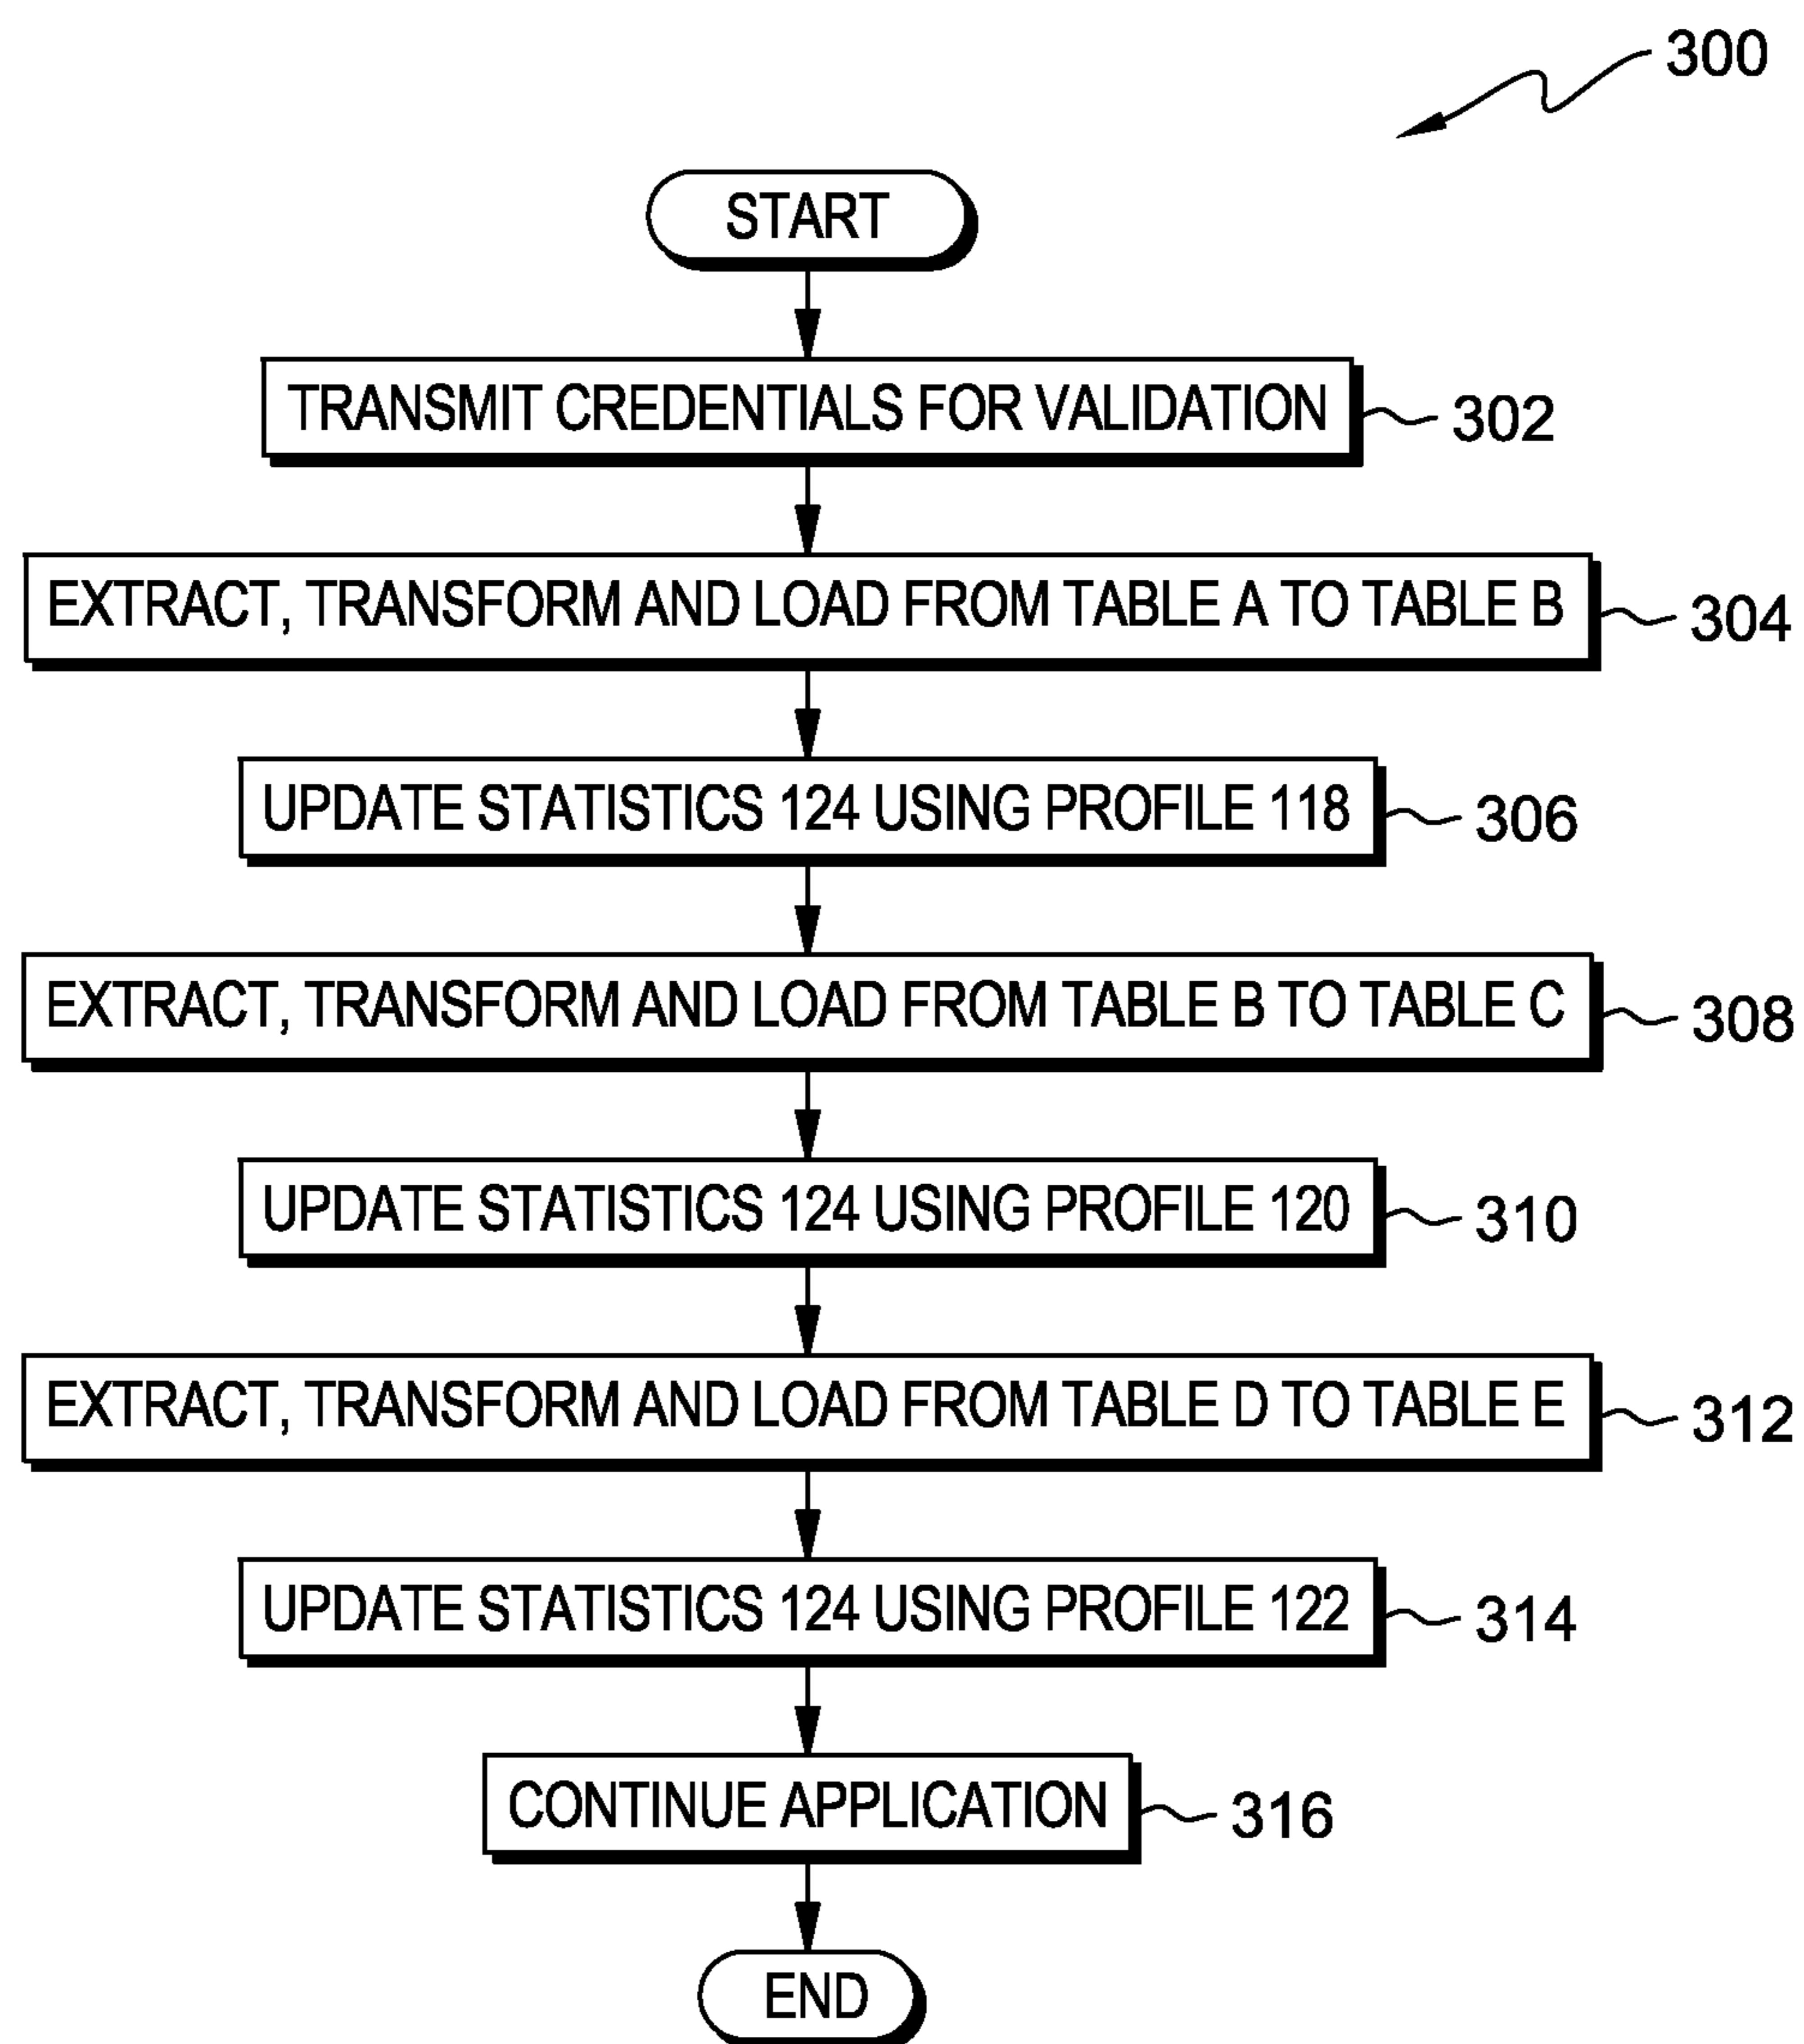 300
START
TRANSMIT CREDENTIALS FOR VALIDATION
302
EXTRACT, TRANSFORM AND LOAD FROM TABLE A TO TABLE B
304
UPDATE STATISTICS 124 USING PROFILE 118
306
EXTRACT, TRANSFORM AND LOAD FROM TABLE B TO TABLE C
308
UPDATE STATISTICS 124 USING PROFILE 120
310
EXTRACT, TRANSFORM AND LOAD FROM TABLE D TO TABLE E
312
UPDATE STATISTICS 124 USING PROFILE 122
314
CONTINUE APPLICATION
316
END